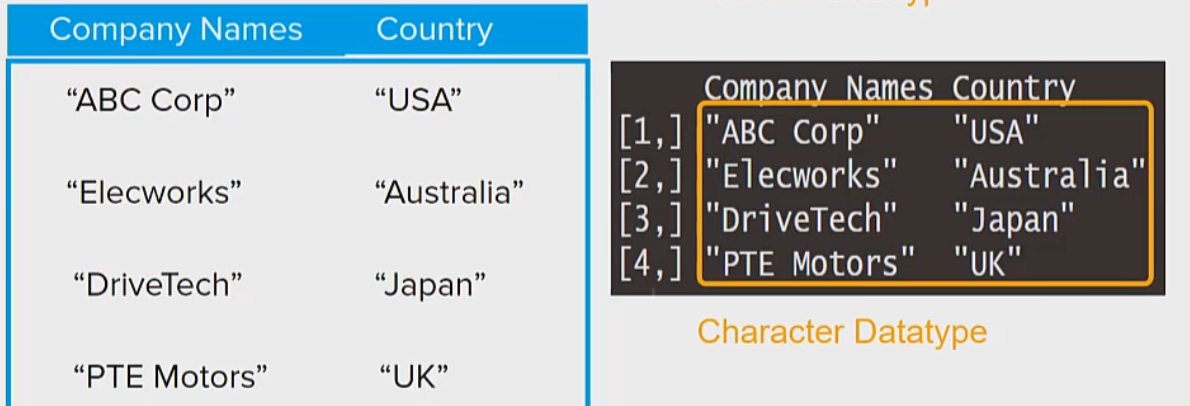 Company Names Country
“ABC Corp” “USA”
“Elecworks” “Australia”
“DriveTech” “Japan”
“PTE Motors” “UK”
Company Names Country
[1,] "ABC Corp" "USA"
[2,] "Elecworks" "Australia"
[3,] "DriveTech" "Japan"
[4,] "PTE Motors" "UK"
Character Datatype